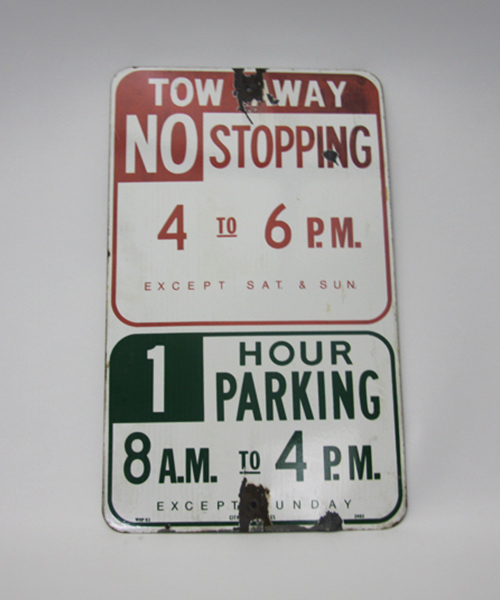 TOW AWAY
NO STOPPING
4 TO 6 P.M.
EXCEPT SAT. & SUN.
1 HOUR
PARKING
8 A.M. TO 4 P.M.
EXCEPT SUNDAY